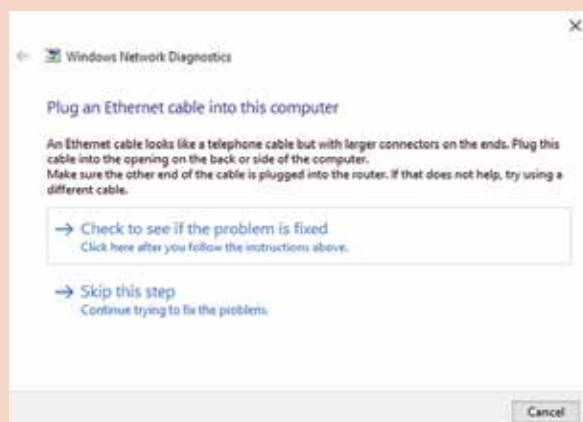 Windows Network Diagnostics
Plug an Ethernet cable into this computer
An Ethernet cable looks like a telephone cable but with larger connectors on the ends. Plug this
cable into the opening on the back or side of the computer.
Make sure the other end of the cable is plugged into the router. If that does not help, try using a
different cable.
Check to see if the problem is fixed
Click here after you follow the instructions above.
Skip this step
Continue trying to fix the problem.
Cancel